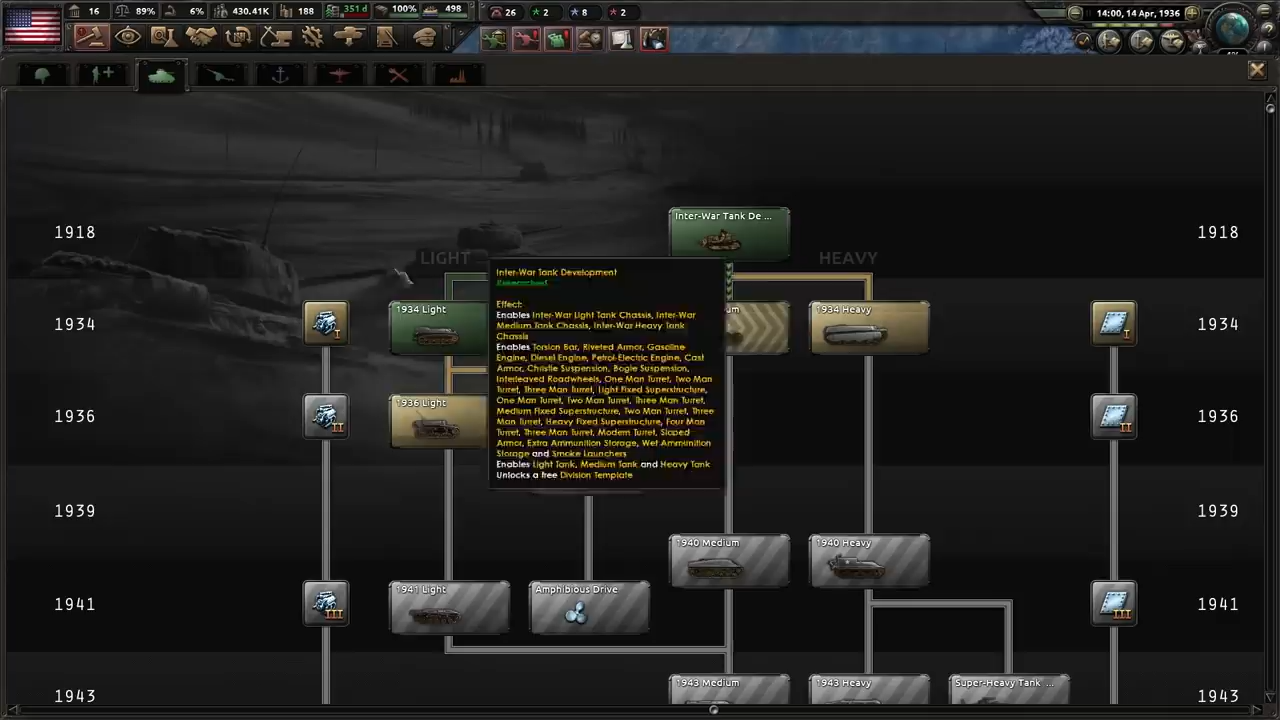 16 89% 6% 430.41K 188 351 d 100% 498 26 2 8 2 14:00, 14 Apr, 1936
1918 Inter-War Tank De ... 1918
LIGHT HEAVY
Inter-War Tank Development
Researched
Effect:
Enables Inter-War Light Tank Chassis, Inter-War
Medium Tank Chassis, Inter-War Heavy Tank
Chassis
Enables Torsion Bar, Riveted Armor, Gasoline
Engine, Diesel Engine, Petrol-Electric Engine, Cast
Armor, Christie Suspension, Bogie Suspension,
Interleaved Roadwheels, One Man Turret, Two Man
Turret, Three Man Turret, Light Fixed Superstructure,
One Man Turret, Two Man Turret, Three Man Turret,
Medium Fixed Superstructure, Two Man Turret, Three
Man Turret, Heavy Fixed Superstructure, Four Man
Turret, Three Man Turret, Modern Turret, Sloped
Armor, Extra Ammunition Storage, Wet Ammunition
Storage and Smoke Launchers
Enables Light Tank, Medium Tank and Heavy Tank
Unlocks a free Division Template
1934 I 1934 Light um 1934 Heavy I 1934
1936 II 1936 Light II 1936
1939 1939
1940 Medium 1940 Heavy
1941 III 1941 Light Amphibious Drive III 1941
1943 1943 Medium 1943 Heavy Super-Heavy Tank ... 1943